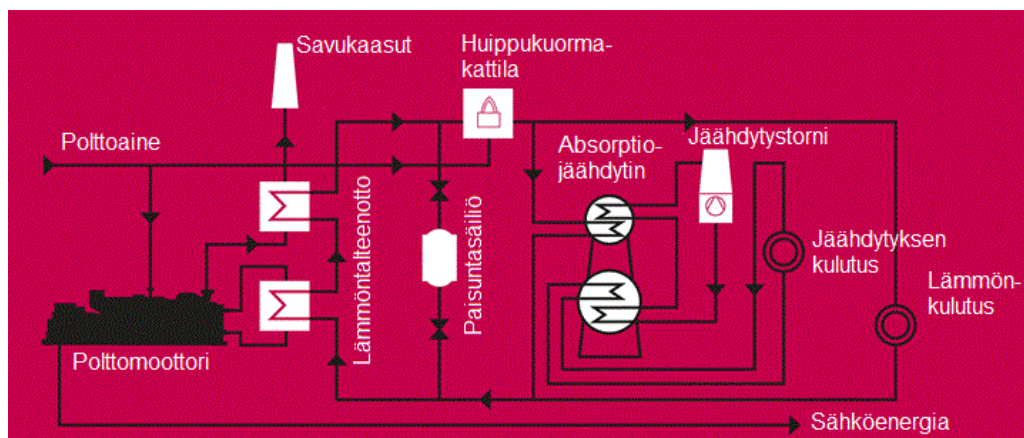 Savukaasut
Huippukuorma-
kattila
Polttoaine
Absorptio-
jäähdytin
Jäähdytystorni
Lämmöntalteenotto
Paisuntasäiliö
Jäähdytyksen
kulutus
Lämmön-
kulutus
Polttomoottori
Sähköenergia